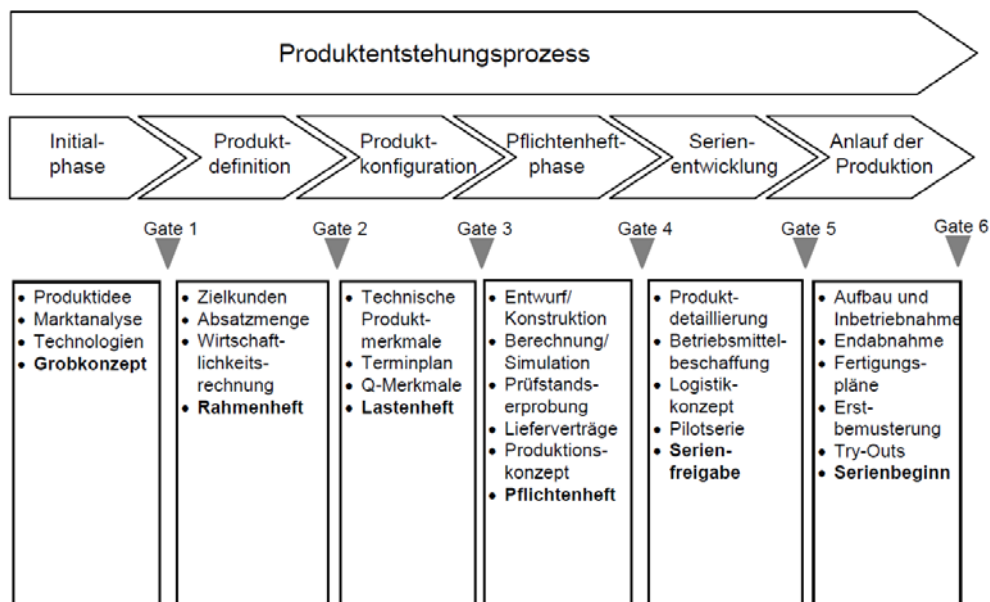 Produktentstehungsprozess
Initial-
phase
Produkt-
definition
Produkt-
konfiguration
Pflichtenheft-
phase
Serien-
entwicklung
Anlauf der
Produktion
Gate 1
Gate 2
Gate 3
Gate 4
Gate 5
Gate 6
• Produktidee
• Marktanalyse
• Technologien
• Grobkonzept
• Zielkunden
• Absatzmenge
• Wirtschaft-
lichkeits-
rechnung
• Rahmenheft
• Technische
Produkt-
merkmale
• Terminplan
• Q-Merkmale
• Lastenheft
• Entwurf/
Konstruktion
• Berechnung/
Simulation
• Prüfstands-
erprobung
• Lieferverträge
• Produktions-
konzept
• Pflichtenheft
• Produkt-
detaillierung
• Betriebsmittel-
beschaffung
• Logistik-
konzept
• Pilotserie
• Serien-
freigabe
• Aufbau und
Inbetriebnahme
• Endabnahme
• Fertigungs-
pläne
• Erst-
bemusterung
• Try-Outs
• Serienbeginn